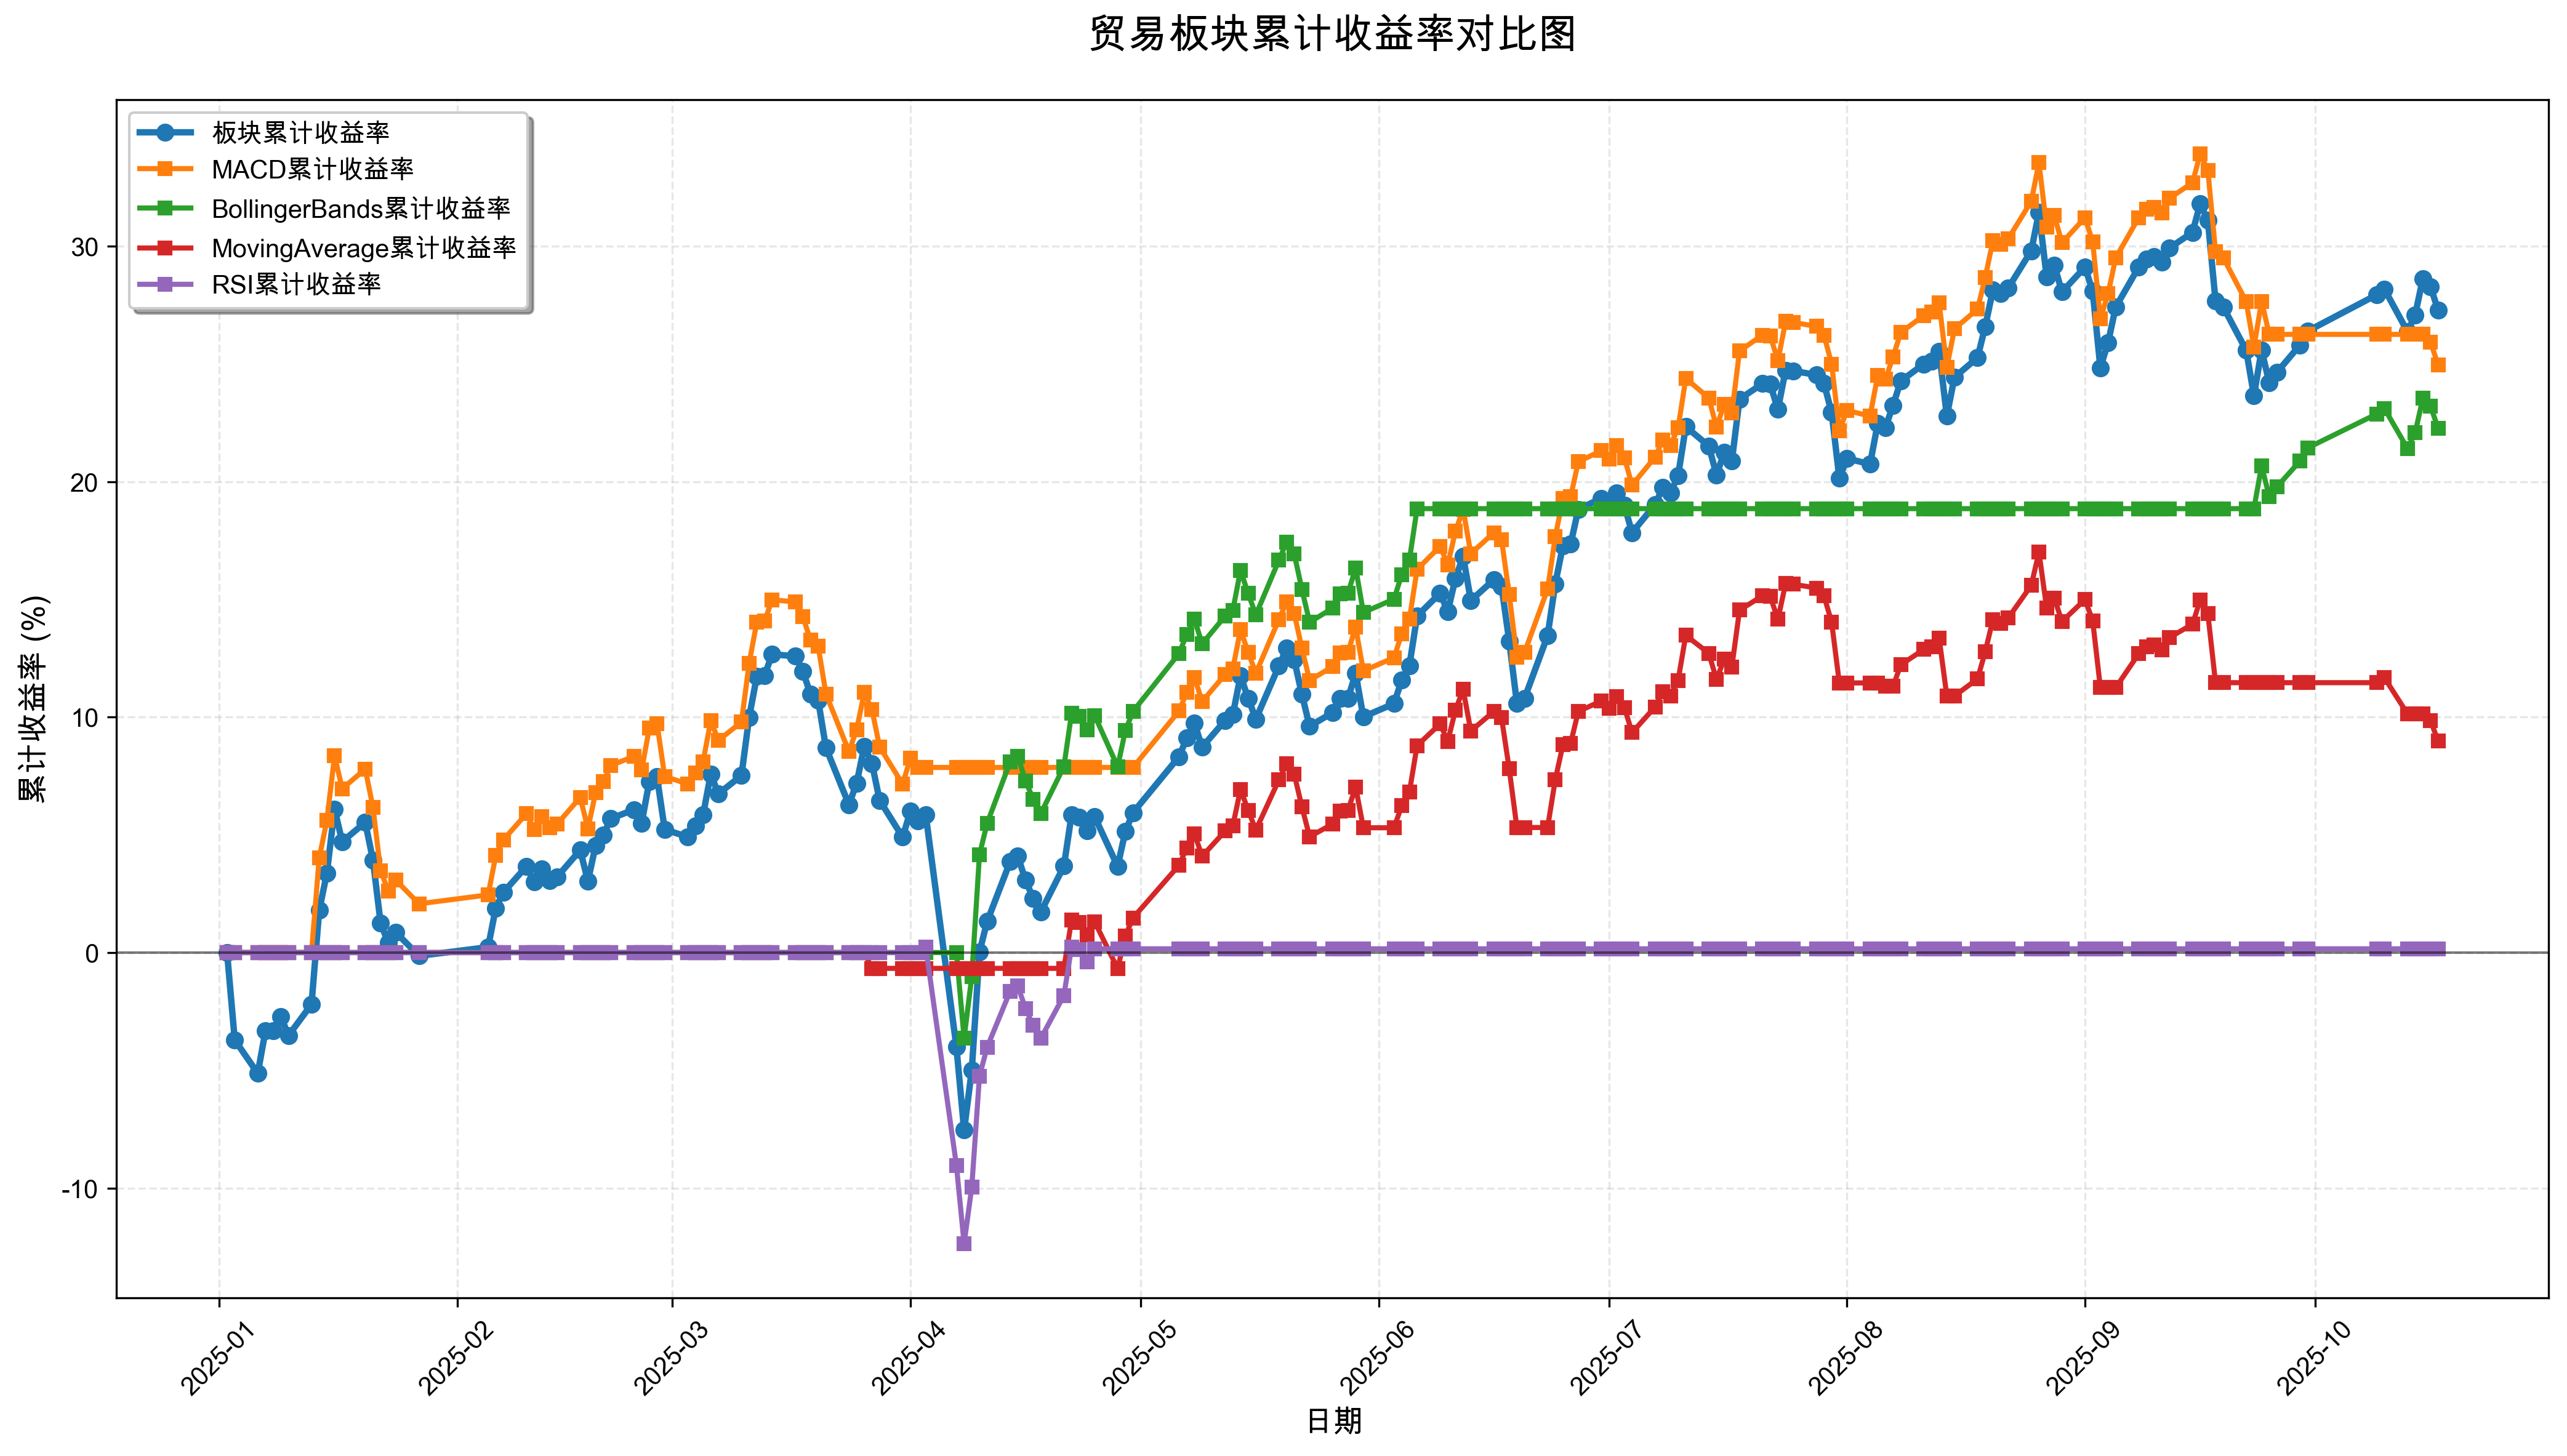 贸易板块累计收益率对比图
板块累计收益率
MACD累计收益率
BollingerBands累计收益率
MovingAverage累计收益率
RSI累计收益率
累计收益率 (%)
30
20
10
0
-10
2025-01
2025-02
2025-03
2025-04
2025-05
2025-06
2025-07
2025-08
2025-09
2025-10
日期